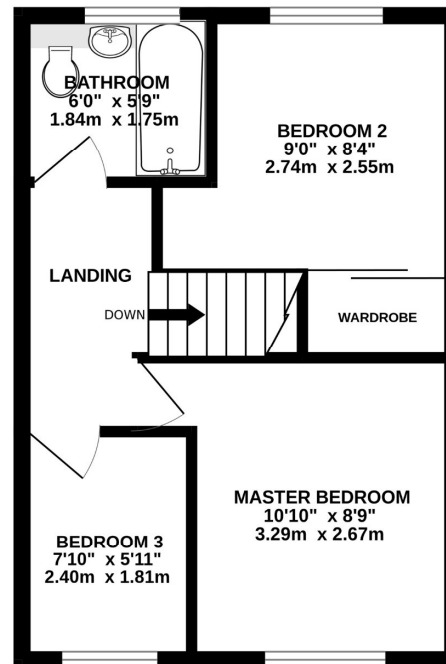 BATHROOM
6'0" x 5'9"
1.84m x 1.75m
BEDROOM 2
9'0" x 8'4"
2.74m x 2.55m
LANDING
DOWN
WARDROBE
MASTER BEDROOM
10'10" x 8'9"
3.29m x 2.67m
BEDROOM 3
7'10" x 5'11"
2.40m x 1.81m